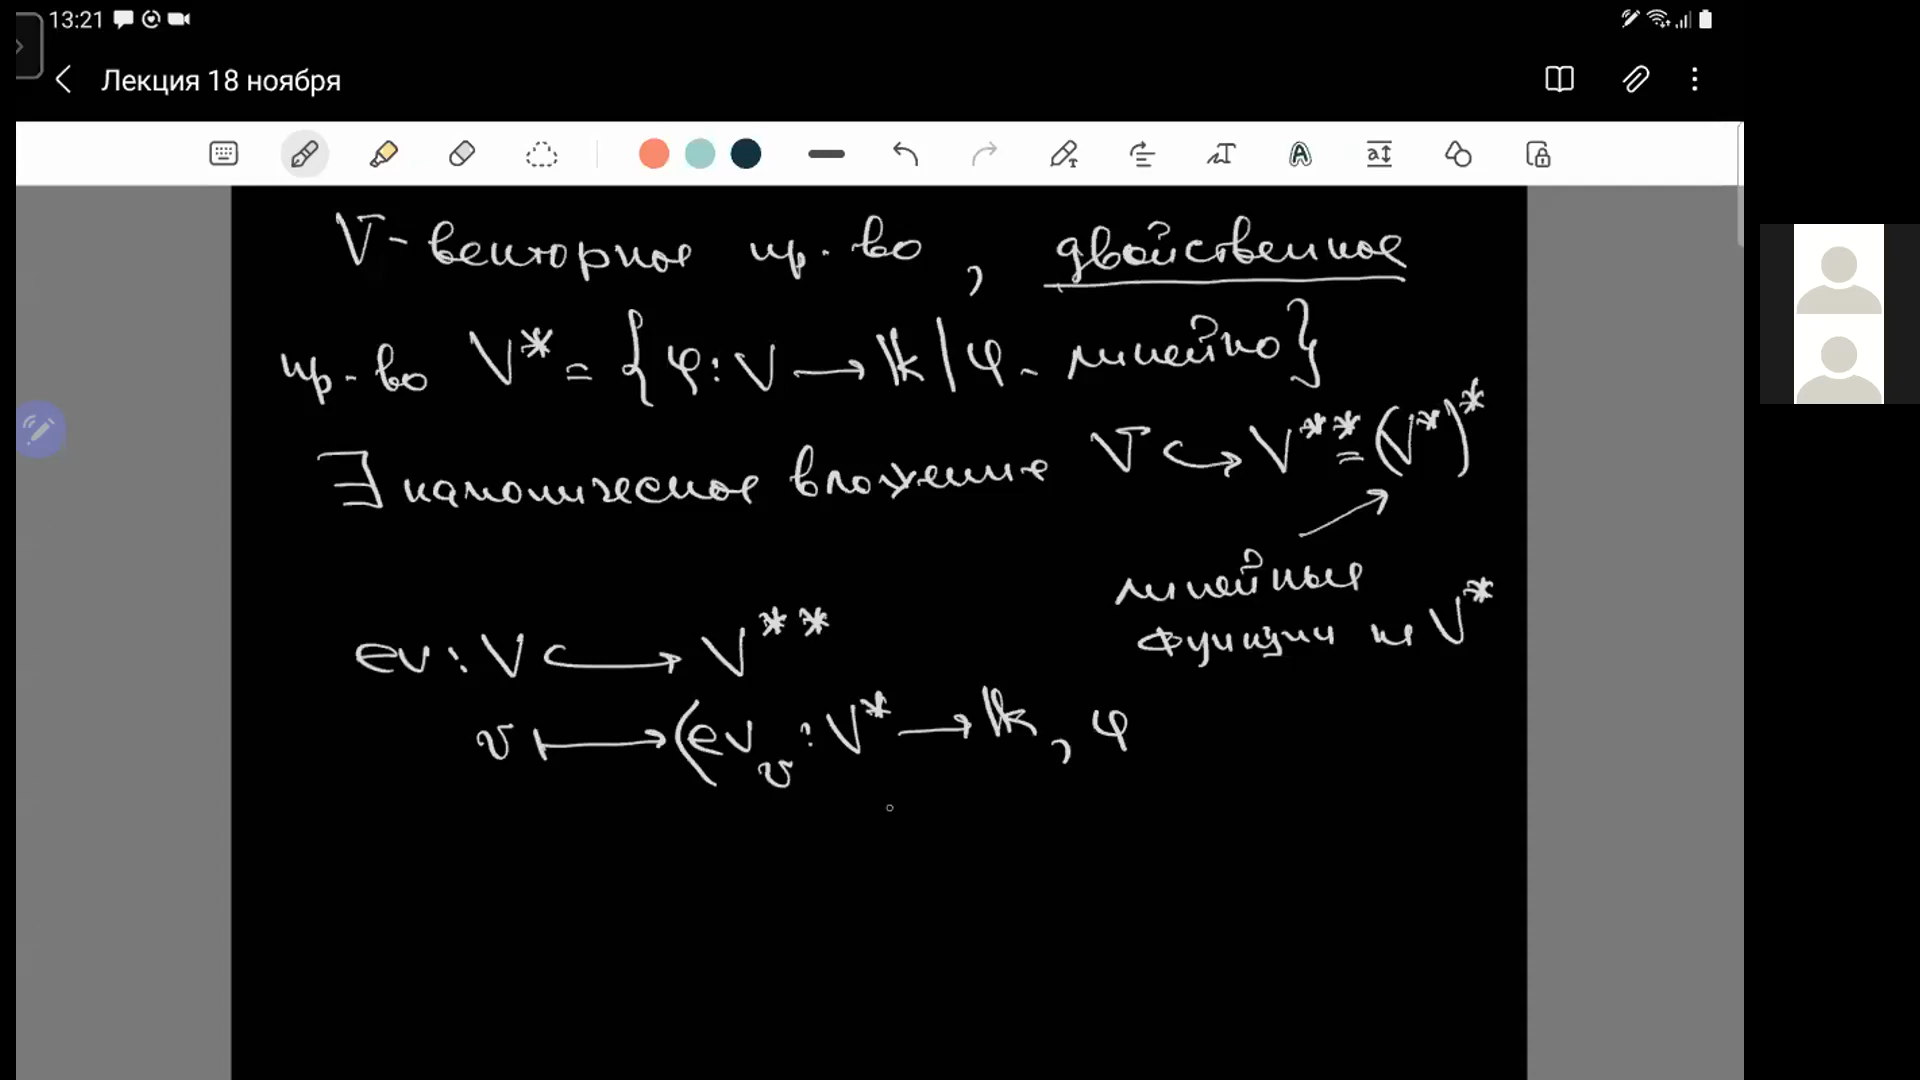 13:21
Лекция 18 ноября
V - векторное пр-во, двойственное
пр-во V* = {φ: V → 𝕜 | φ - линейно}
∃ каноническое вложение V ↪ V** = (V*)*
линейные
функции на V*
ev: V ↪ V**
v ↦ (ev_v : V* → 𝕜, φ